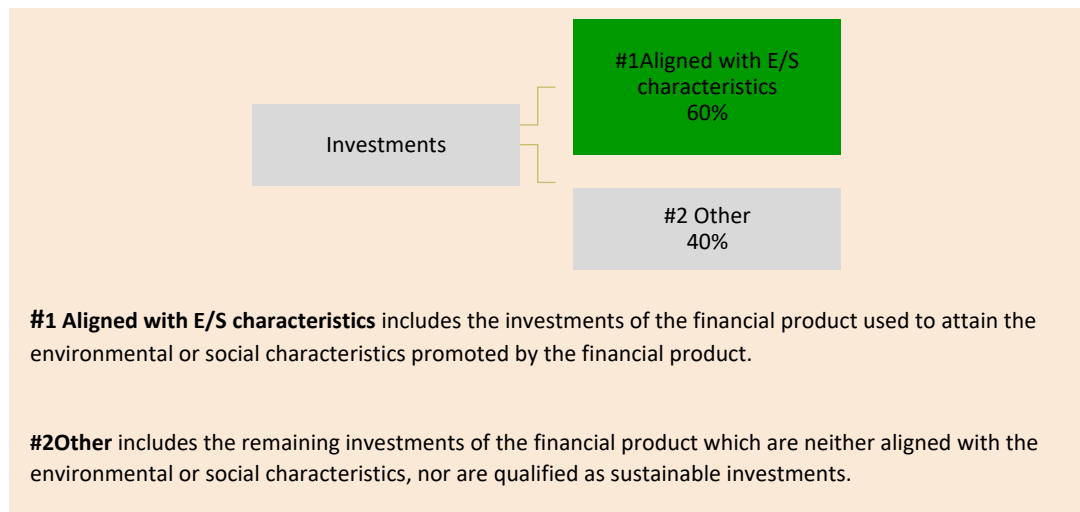 #1Aligned with E/S
characteristics
60%
Investments
#2 Other
40%
#1 Aligned with E/S characteristics includes the investments of the financial product used to attain the
environmental or social characteristics promoted by the financial product.
#2Other includes the remaining investments of the financial product which are neither aligned with the
environmental or social characteristics, nor are qualified as sustainable investments.